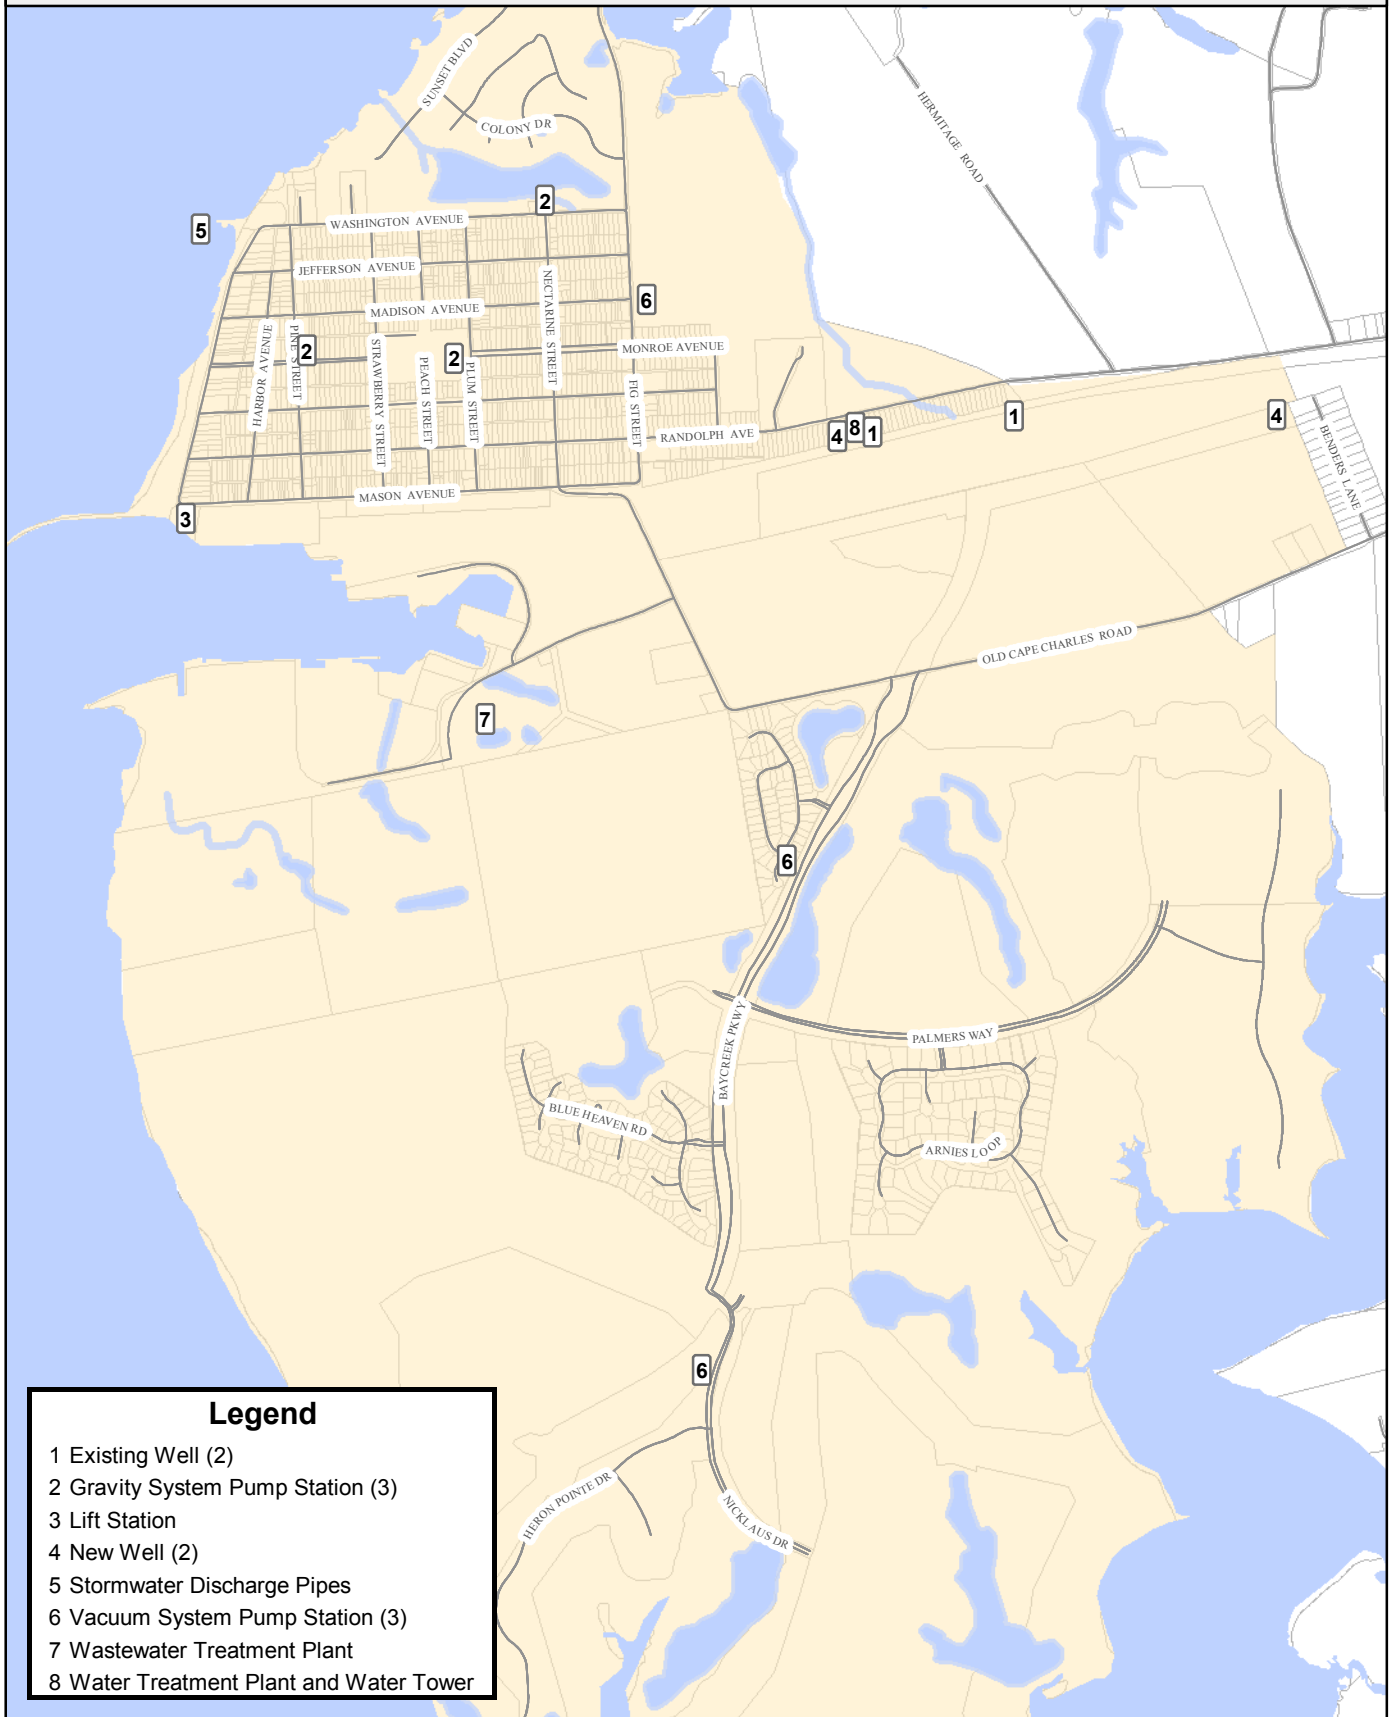 SUNSET BLVD
COLONY DR
HERMITAGE ROAD
2
5
WASHINGTON AVENUE
JEFFERSON AVENUE
NECTARINE STREET
6
MADISON AVENUE
HARBOR AVENUE
PINE STREET
2
STRAWBERRY STREET
PEACH STREET
2
PLUM STREET
MONROE AVENUE
FIG STREET
RANDOLPH AVE
4
8
1
1
4
BENDERS LANE
MASON AVENUE
3
OLD CAPE CHARLES ROAD
7
6
BAYCREEK PKWY
PALMERS WAY
BLUE HEAVEN RD
ARNIES LOOP
6
HERON POINTE DR
NICKLAUS DR
Legend
1 Existing Well (2)
2 Gravity System Pump Station (3)
3 Lift Station
4 New Well (2)
5 Stormwater Discharge Pipes
6 Vacuum System Pump Station (3)
7 Wastewater Treatment Plant
8 Water Treatment Plant and Water Tower